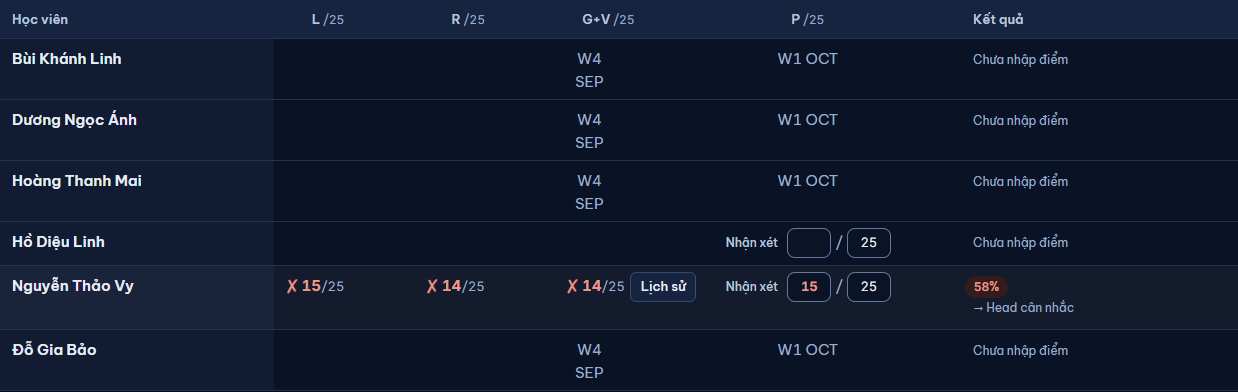 Học viên L /25 R /25 G+V /25 P /25 Kết quả
Bùi Khánh Linh W4 SEP W1 OCT Chưa nhập điểm
Dương Ngọc Ánh W4 SEP W1 OCT Chưa nhập điểm
Hoàng Thanh Mai W4 SEP W1 OCT Chưa nhập điểm
Hồ Diệu Linh Nhận xét / 25 Chưa nhập điểm
Nguyễn Thảo Vy ✗ 15/25 ✗ 14/25 ✗ 14/25 Lịch sử Nhận xét 15 / 25 58%
→ Head cân nhắc
Đỗ Gia Bảo W4 SEP W1 OCT Chưa nhập điểm